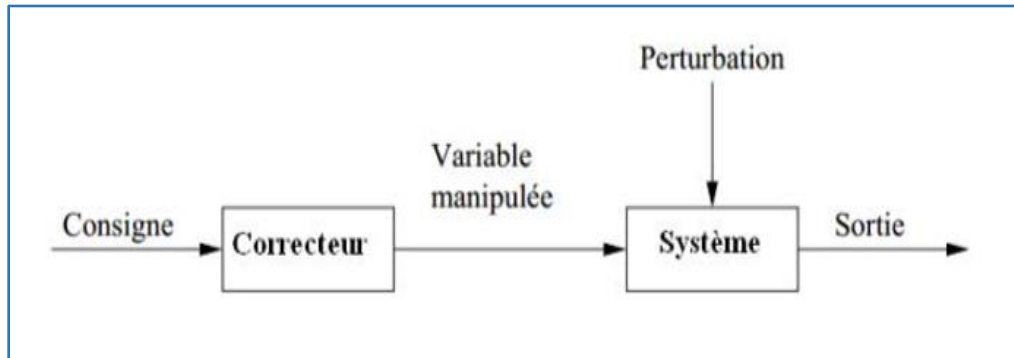 Perturbation
Variable
manipulée
Consigne
Correcteur
Système
Sortie